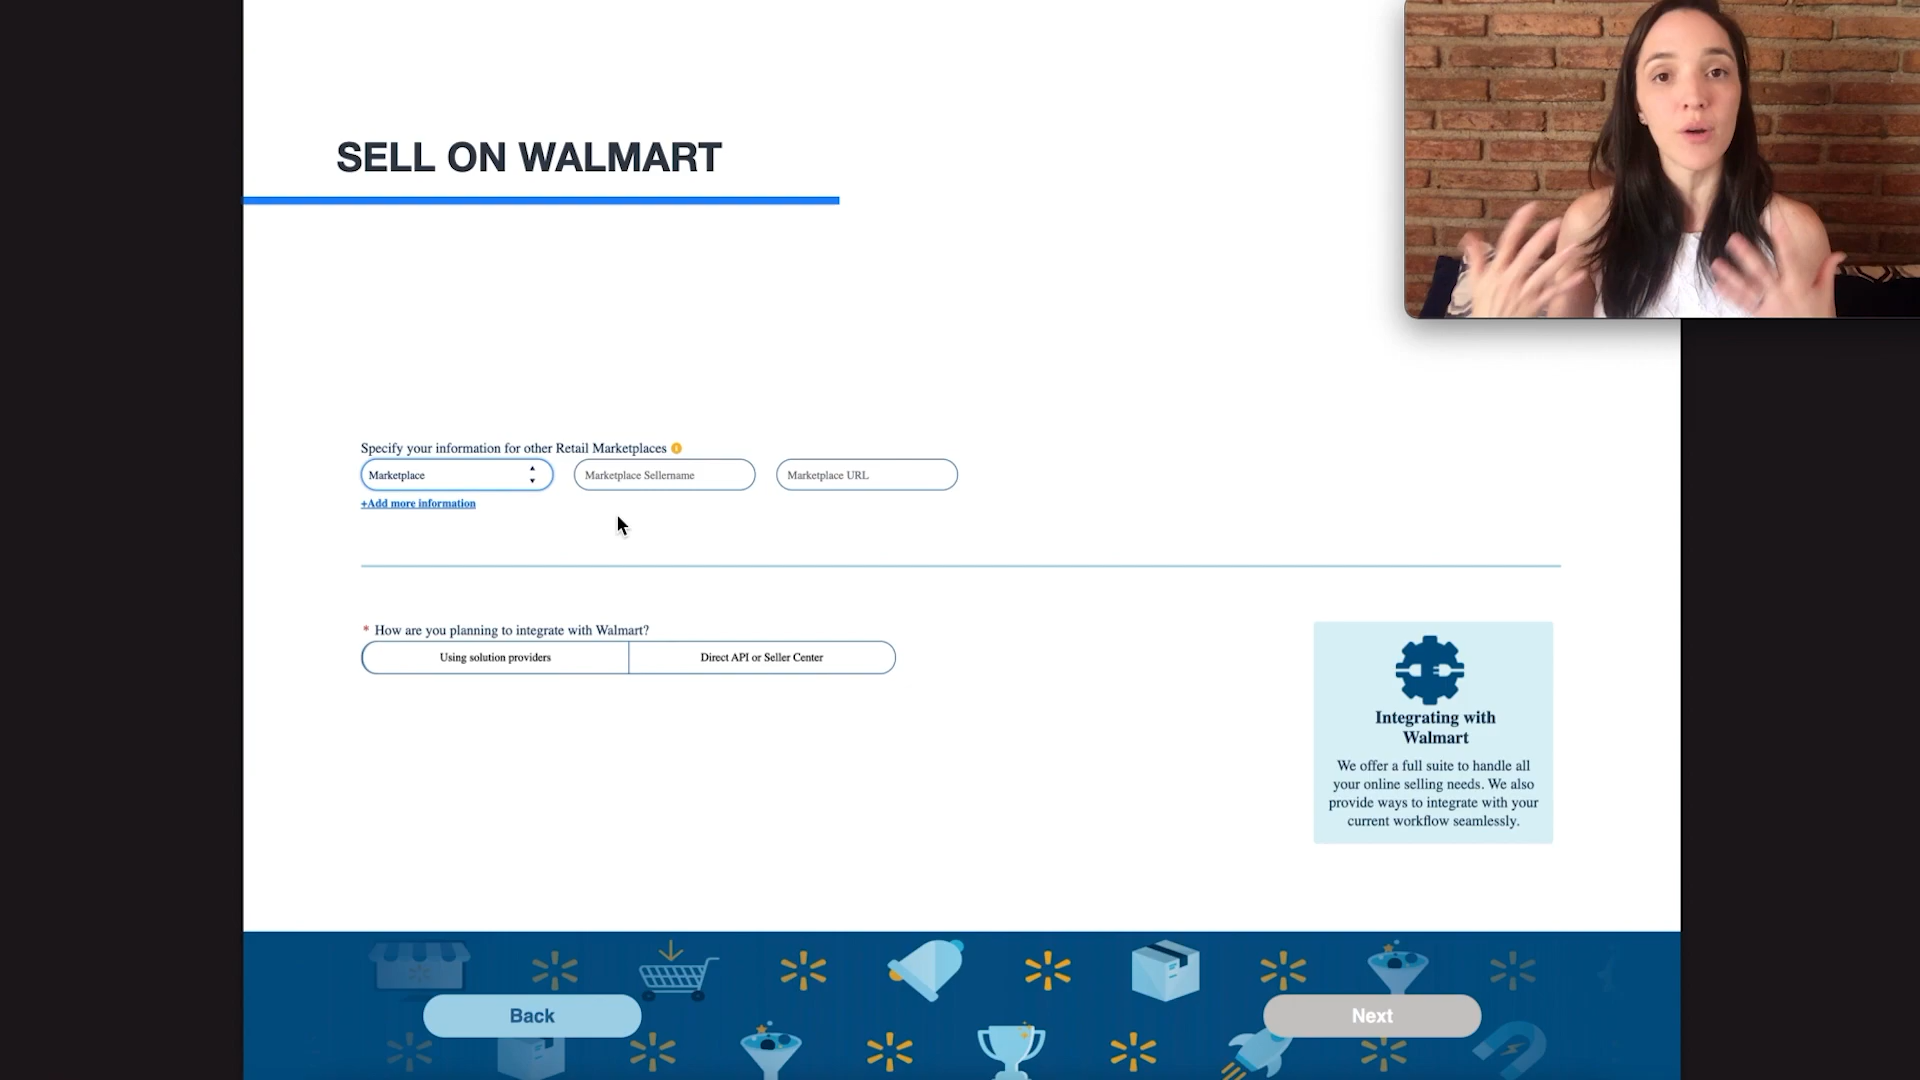 SELL ON WALMART
Specify your information for other Retail Marketplaces
Marketplace
Marketplace Sellername
Marketplace URL
+Add more information
* How are you planning to integrate with Walmart?
Using solution providers
Direct API or Seller Center
Integrating with
Walmart
We offer a full suite to handle all
your online selling needs. We also
provide ways to integrate with your
current workflow seamlessly.
Back
Next